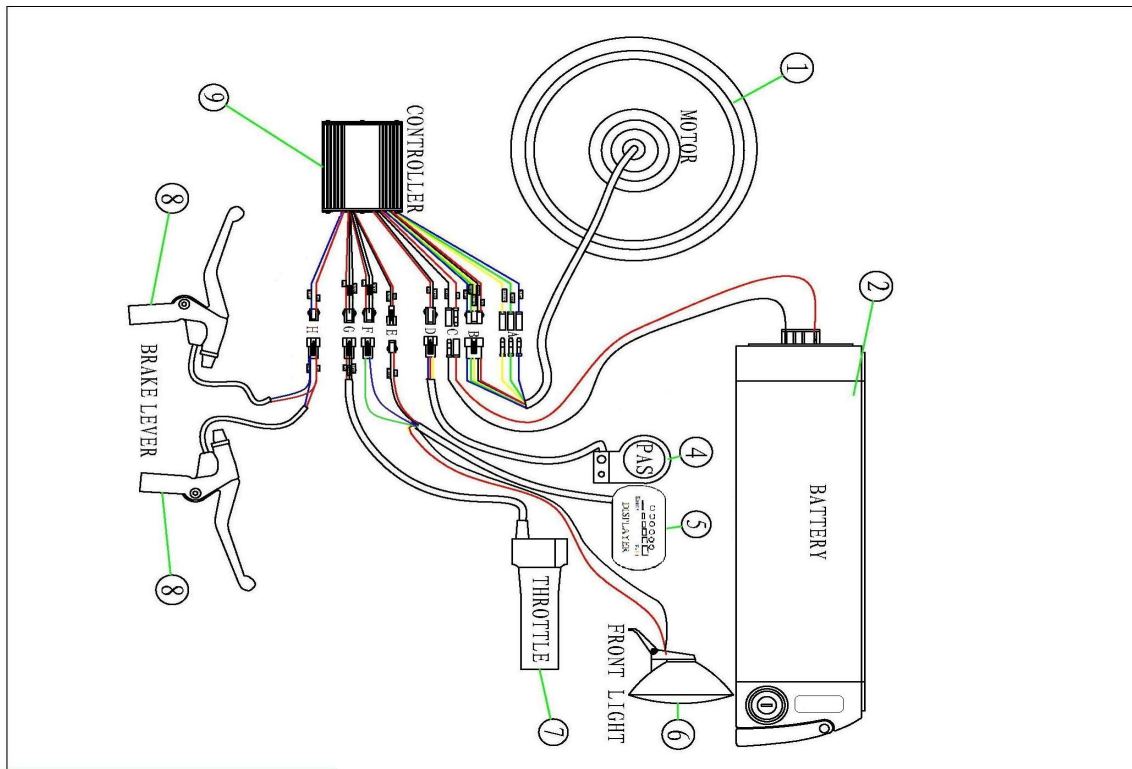 2
BATTERY
1
MOTOR
4
PAS
5
DISPLAYER
6
FRONT LIGHT
7
THROTTLE
A
B
C
D
E
F
G
H
CONTROLLER
9
8
BRAKE LEVER
8